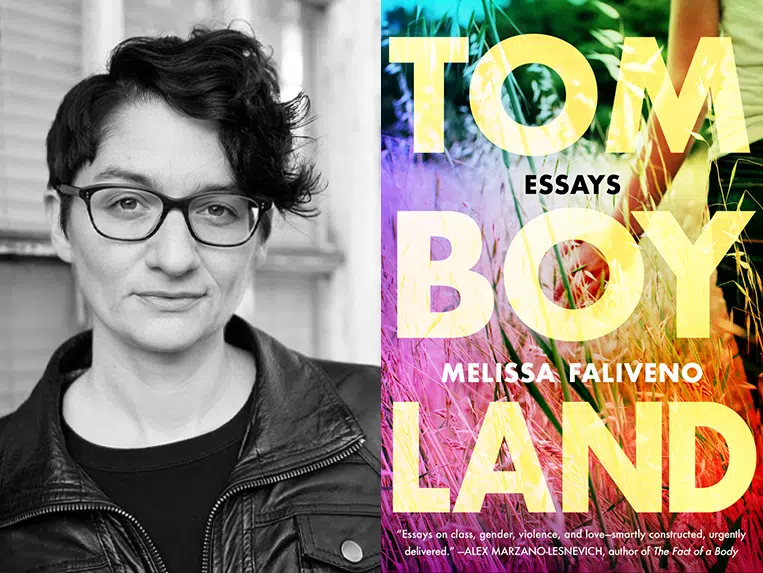 TOM
ESSAYS
BOY
MELISSA FALIVENO
LAND
“Essays on class, gender, violence, and love—smartly constructed, urgently
delivered.” —ALEX MARZANO-LESNEVICH, author of The Fact of a Body